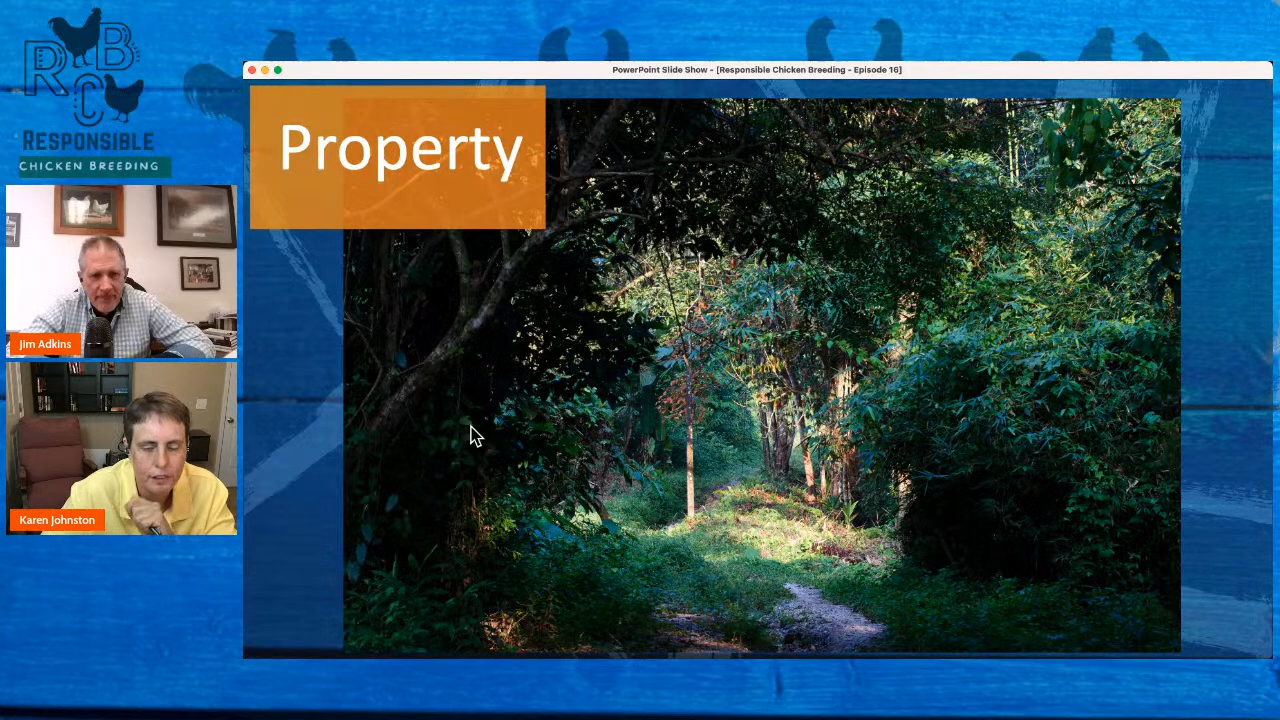 RBC
RESPONSIBLE
CHICKEN BREEDING
PowerPoint Slide Show - [Responsible Chicken Breeding - Episode 16]
Property
Jim Adkins
Karen Johnston